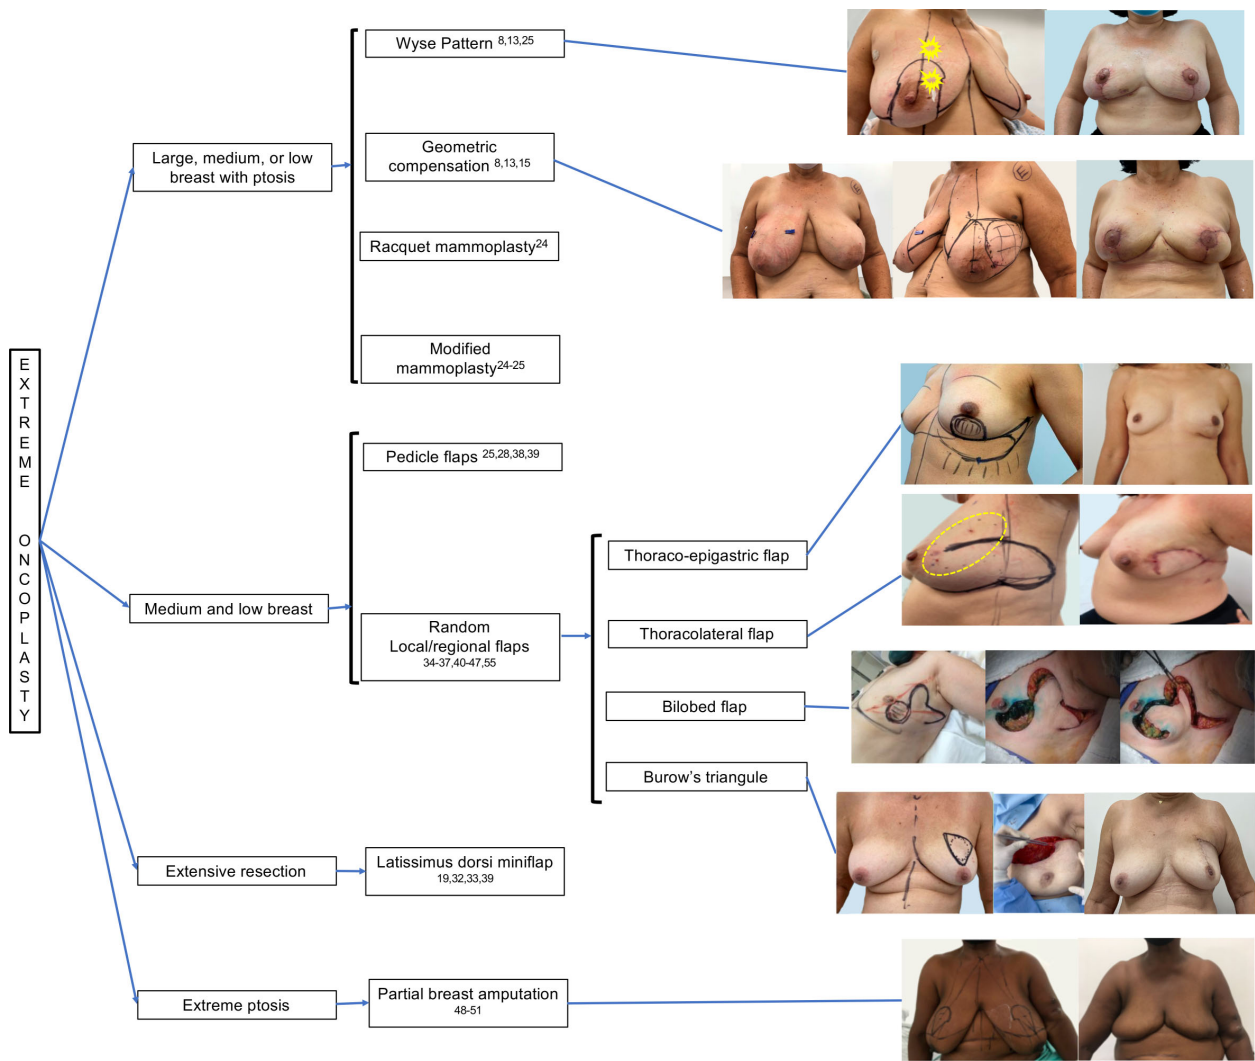 EXTREME ONCOPLASTY
Large, medium, or low
breast with ptosis
Wyse Pattern 8,13,25
Geometric
compensation 8,13,15
Racquet mammoplasty24
Modified
mammoplasty24-25
Medium and low breast
Pedicle flaps 25,28,38,39
Random
Local/regional flaps
34-37,40-47,55
Thoraco-epigastric flap
Thoracolateral flap
Bilobed flap
Burow’s triangule
Extensive resection
Latissimus dorsi miniflap
19,32,33,39
Extreme ptosis
Partial breast amputation
48-51
E
E